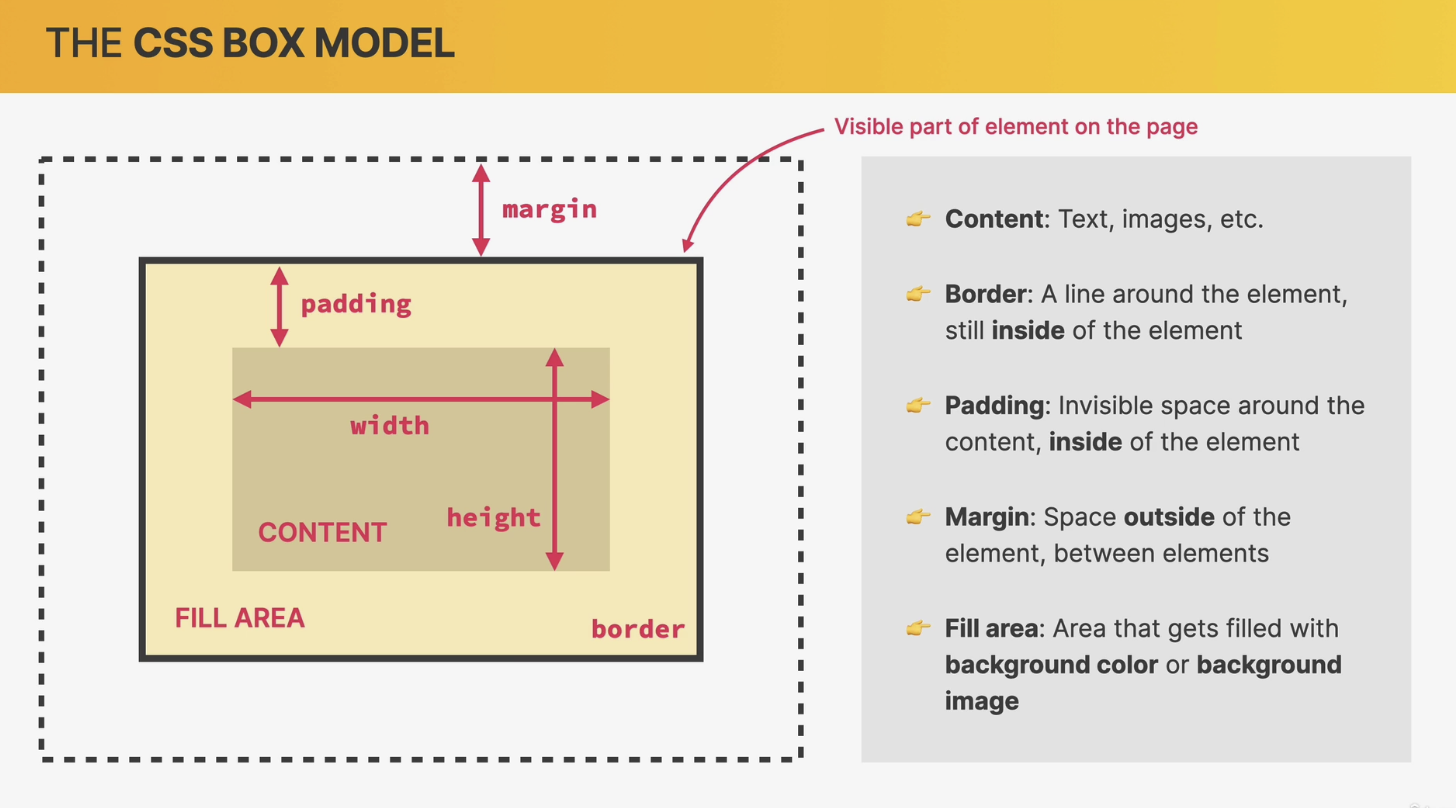 THE CSS BOX MODEL
Visible part of element on the page
margin
padding
width
height
CONTENT
FILL AREA
border
👉 Content: Text, images, etc.
👉 Border: A line around the element,
still inside of the element
👉 Padding: Invisible space around the
content, inside of the element
👉 Margin: Space outside of the
element, between elements
👉 Fill area: Area that gets filled with
background color or background
image